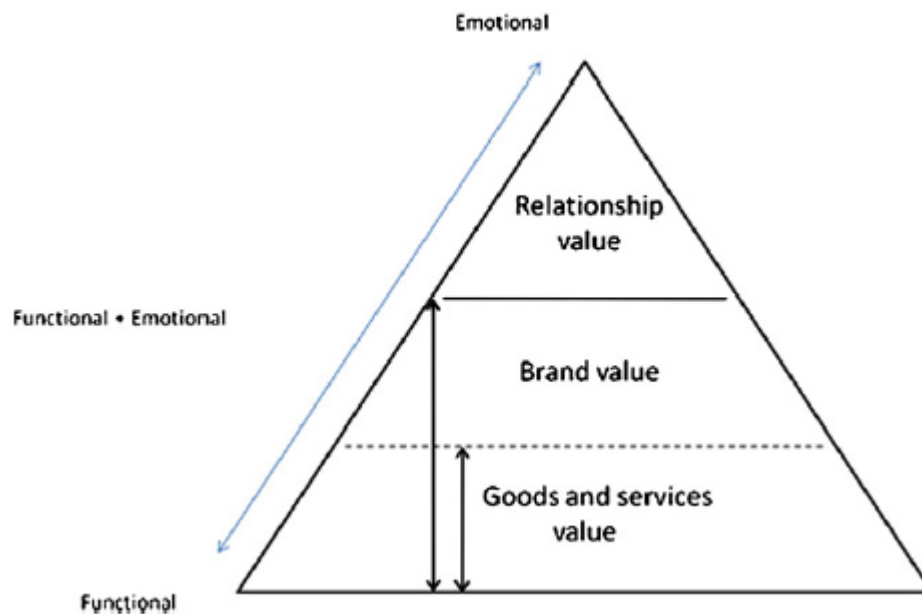 Emotional
Relationship
value
Functional + Emotional
Brand value
Goods and services
value
Functional